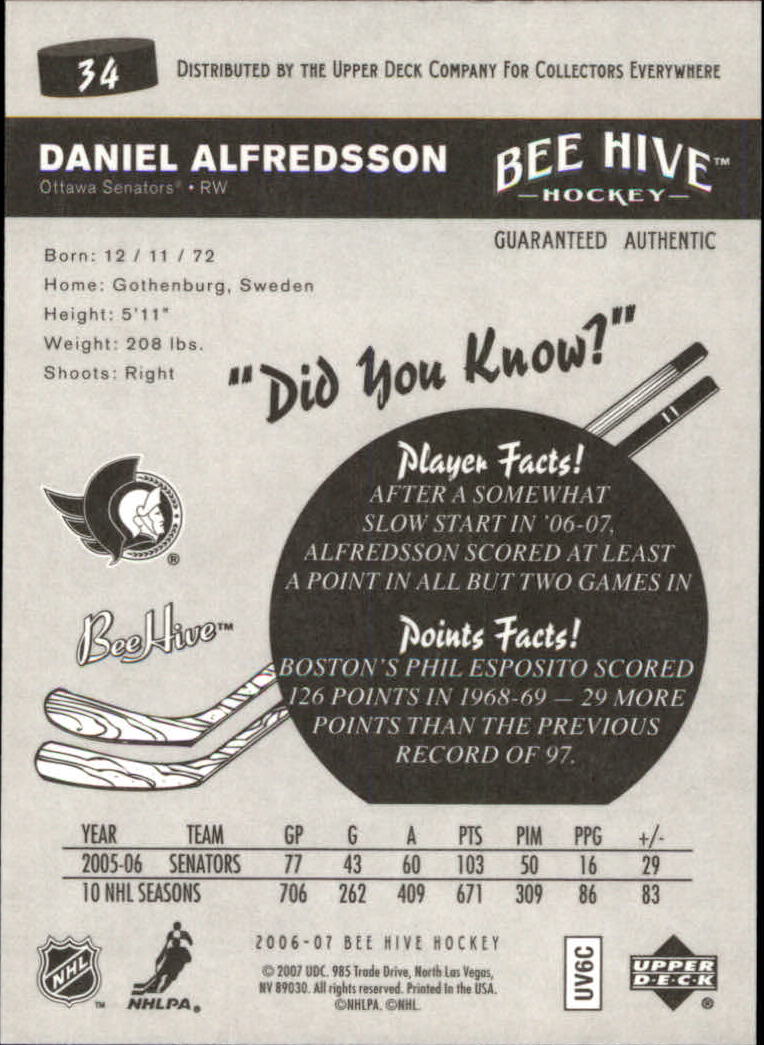 34
DISTRIBUTED BY THE UPPER DECK COMPANY FOR COLLECTORS EVERYWHERE
DANIEL ALFREDSSON
Ottawa Senators® • RW
BEE HIVE™
—HOCKEY—
GUARANTEED AUTHENTIC
Born: 12 / 11 / 72
Home: Gothenburg, Sweden
Height: 5'11"
Weight: 208 lbs.
Shoots: Right
"Did You Know?"
Player Facts!
AFTER A SOMEWHAT
SLOW START IN '06-07,
ALFREDSSON SCORED AT LEAST
A POINT IN ALL BUT TWO GAMES IN
®
BeeHive™
Points Facts!
BOSTON'S PHIL ESPOSITO SCORED
126 POINTS IN 1968-69 — 29 MORE
POINTS THAN THE PREVIOUS
RECORD OF 97.
YEAR TEAM GP G A PTS PIM PPG +/-
2005-06 SENATORS 77 43 60 103 50 16 29
10 NHL SEASONS 706 262 409 671 309 86 83
NHL ™
NHLPA®
2006-07 BEE HIVE HOCKEY
© 2007 UDC. 985 Trade Drive, North Las Vegas,
NV 89030. All rights reserved. Printed in the USA.
©NHLPA. ©NHL.
UV6C
UPPER
D·E·C·K
®